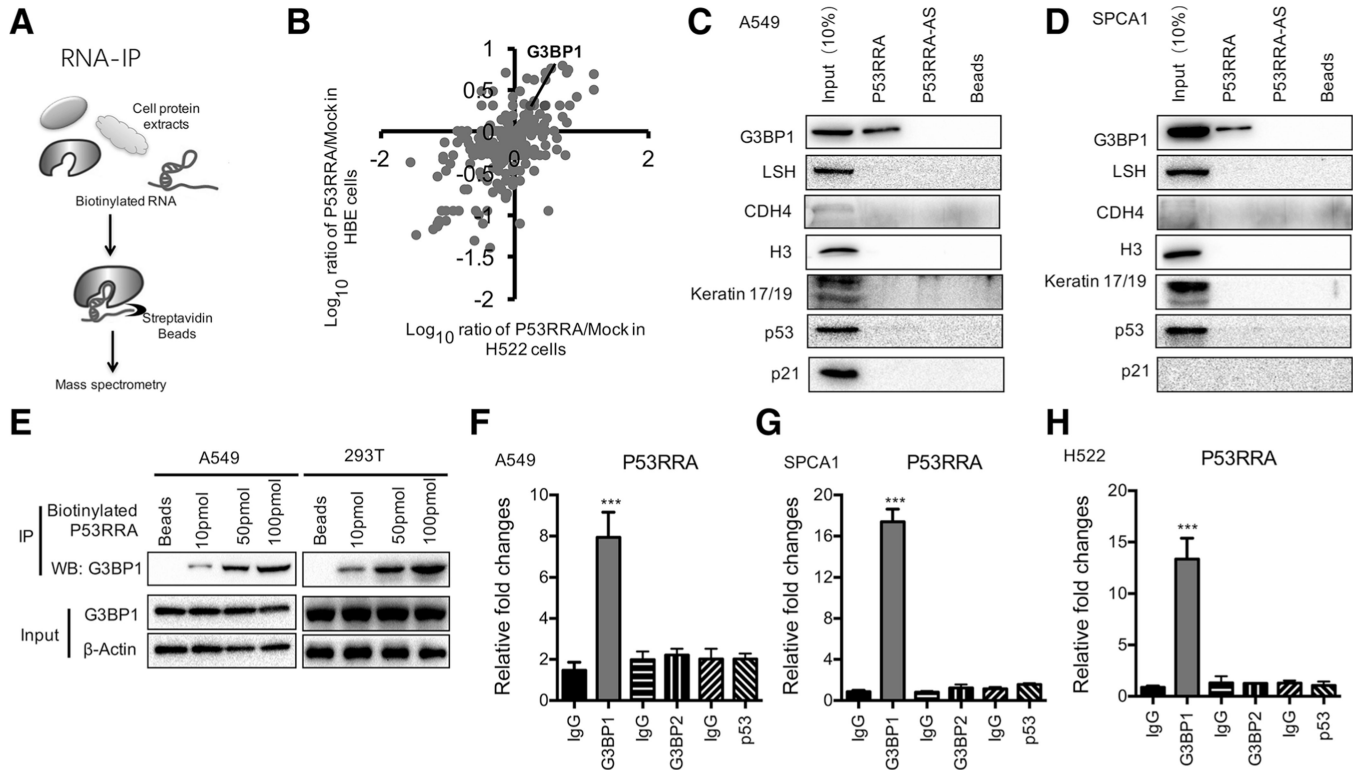 A
RNA-IP
Cell protein
extracts
Biotinylated RNA
Streptavidin
Beads
Mass spectrometry
B
Log10 ratio of P53RRA/Mock in
HBE cells
G3BP1
1
0.5
0
-0.5
-1
-1.5
-2
-2
0
2
Log10 ratio of P53RRA/Mock in
H522 cells
C
A549
Input (10%)
P53RRA
P53RRA-AS
Beads
G3BP1
LSH
CDH4
H3
Keratin 17/19
p53
p21
D
SPCA1
Input (10%)
P53RRA
P53RRA-AS
Beads
G3BP1
LSH
CDH4
H3
Keratin 17/19
p53
p21
E
A549
293T
IP
Biotinylated
P53RRA
Beads
10pmol
50pmol
100pmol
Beads
10pmol
50pmol
100pmol
WB: G3BP1
Input
G3BP1
β-Actin
F
A549
P53RRA
Relative fold changes
10
8
6
4
2
0
***
IgG
G3BP1
IgG
G3BP2
IgG
p53
G
SPCA1
P53RRA
Relative fold changes
20
16
12
8
4
0
***
IgG
G3BP1
IgG
G3BP2
IgG
p53
H
H522
P53RRA
Relative fold changes
20
15
10
5
0
***
IgG
G3BP1
IgG
G3BP2
IgG
p53